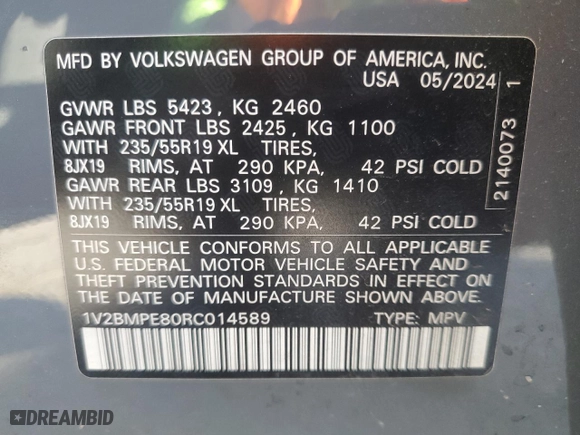 MFD BY VOLKSWAGEN GROUP OF AMERICA, INC.
USA 05/2024
GVWR LBS 5423, KG 2460
GAWR FRONT LBS 2425, KG 1100
WITH 235/55R19 XL TIRES,
8JX19 RIMS, AT 290 KPA, 42 PSI COLD
GAWR REAR LBS 3109, KG 1410
WITH 235/55R19 XL TIRES,
8JX19 RIMS, AT 290 KPA, 42 PSI COLD
THIS VEHICLE CONFORMS TO ALL APPLICABLE
U.S. FEDERAL MOTOR VEHICLE SAFETY AND
THEFT PREVENTION STANDARDS IN EFFECT ON
THE DATE OF MANUFACTURE SHOWN ABOVE.
1V2BMPE80RC014589 TYPE: MPV
2140073 1
DREAMBID